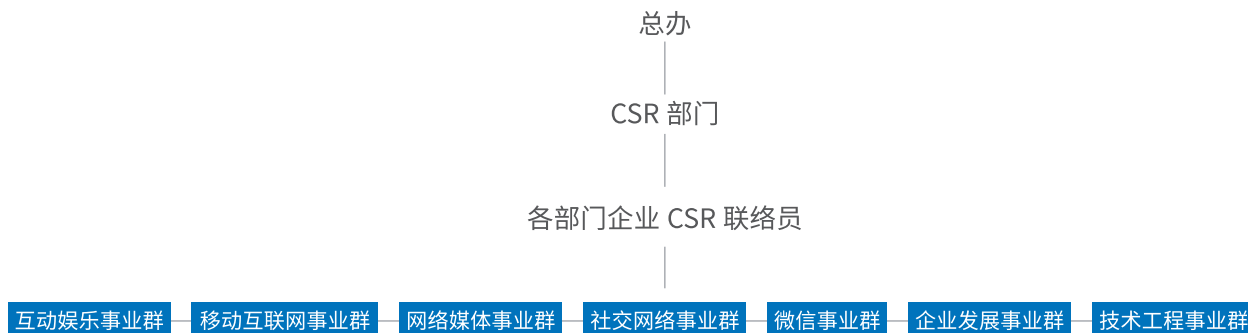 总办
CSR 部门
各部门企业 CSR 联络员
互动娱乐事业群 移动互联网事业群 网络媒体事业群 社交网络事业群 微信事业群 企业发展事业群 技术工程事业群